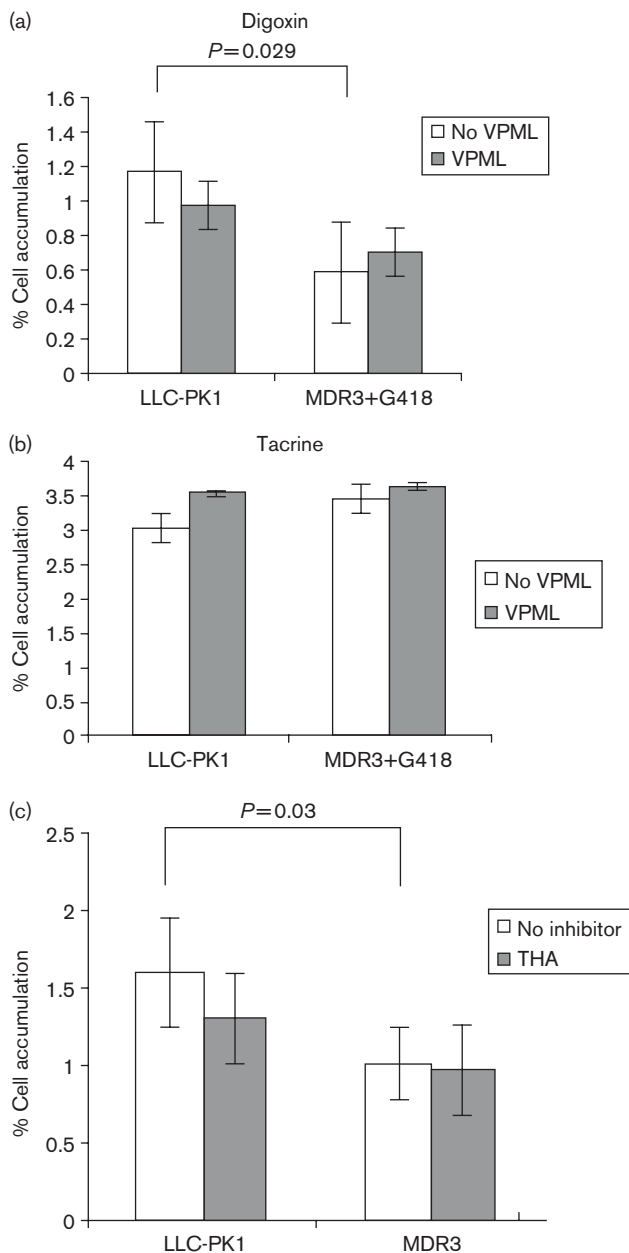 (a)
Digoxin
P=0.029
1.6
1.4
1.2
1
0.8
0.6
0.4
0.2
0
% Cell accumulation
No VPML
VPML
LLC-PK1 MDR3+G418
(b)
Tacrine
4
3.5
3
2.5
2
1.5
1
0.5
0
% Cell accumulation
No VPML
VPML
LLC-PK1 MDR3+G418
(c)
P=0.03
2.5
2
1.5
1
0.5
0
% Cell accumulation
No inhibitor
THA
LLC-PK1 MDR3